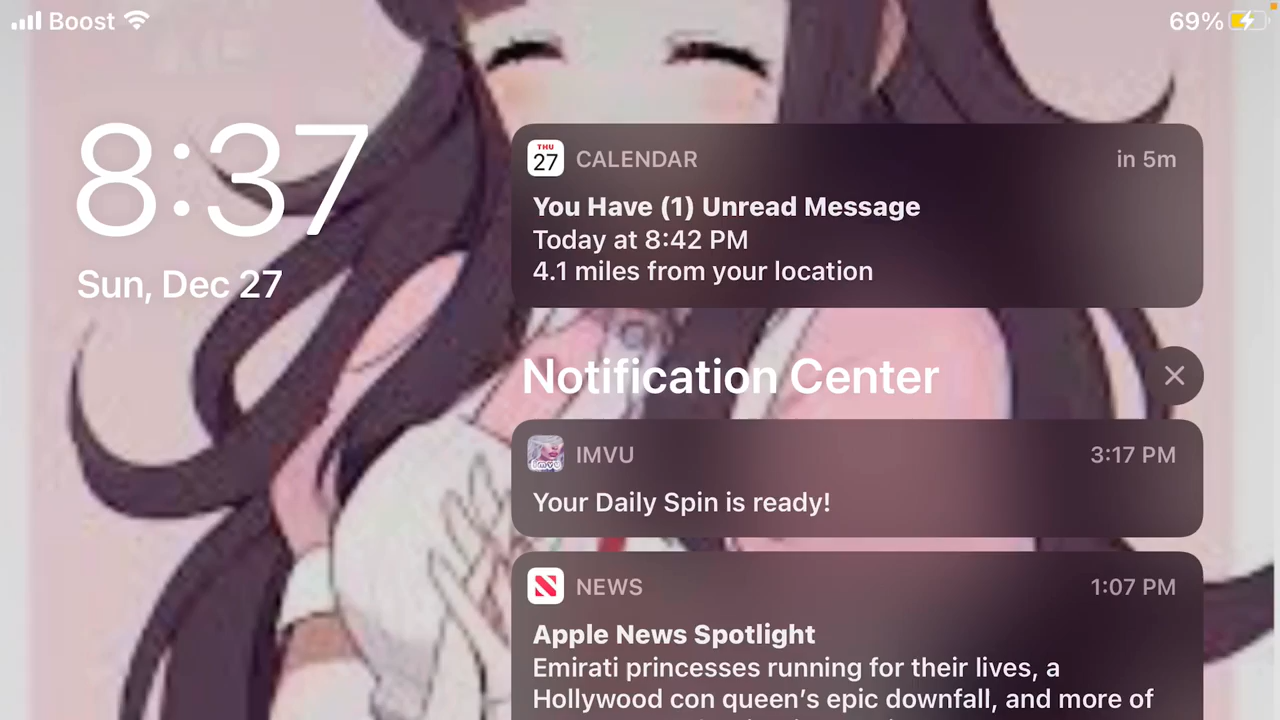 Boost
69%
8:37
Sun, Dec 27
THU
27
CALENDAR
in 5m
You Have (1) Unread Message
Today at 8:42 PM
4.1 miles from your location
Notification Center
IMVU
3:17 PM
Your Daily Spin is ready!
NEWS
1:07 PM
Apple News Spotlight
Emirati princesses running for their lives, a
Hollywood con queen’s epic downfall, and more of